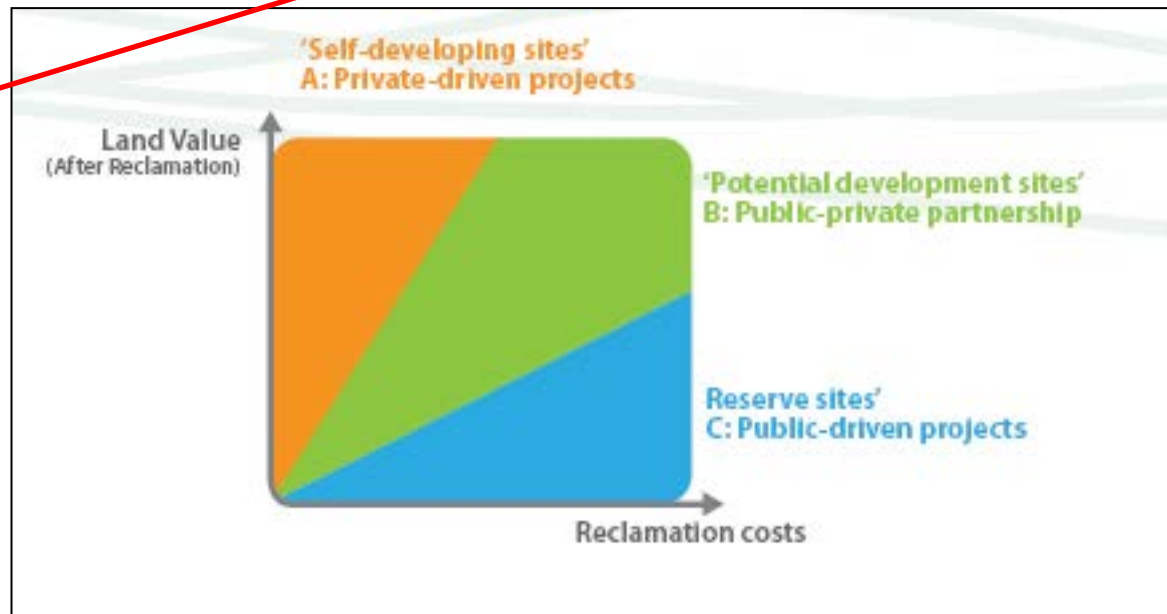 'Self-developing sites'
A: Private-driven projects
Land Value
(After Reclamation)
'Potential development sites'
B: Public-private partnership
Reserve sites'
C: Public-driven projects
Reclamation costs